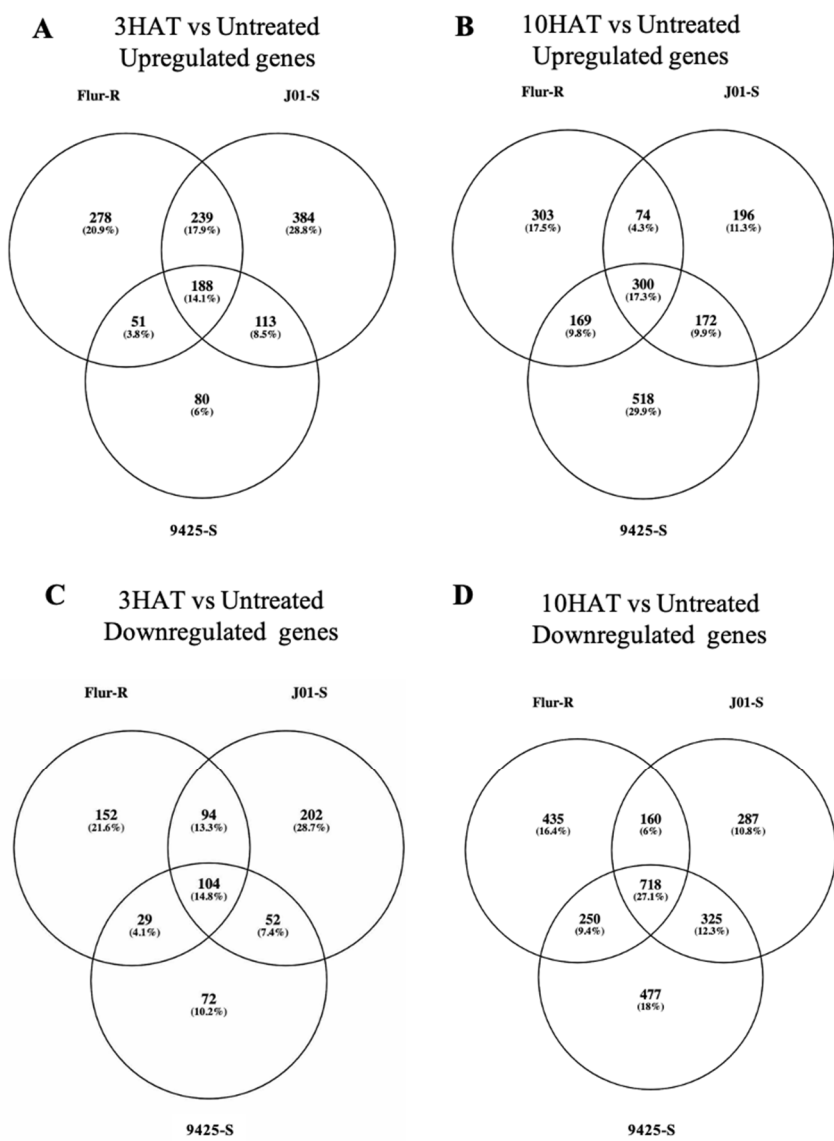 A
3HAT vs Untreated
Upregulated genes
Flur-R
J01-S
278
(20.9%)
239
(17.9%)
384
(28.8%)
188
(14.1%)
51
(3.8%)
113
(8.5%)
80
(6%)
9425-S
B
10HAT vs Untreated
Upregulated genes
Flur-R
J01-S
303
(17.5%)
74
(4.3%)
196
(11.3%)
300
(17.3%)
169
(9.8%)
172
(9.9%)
518
(29.9%)
9425-S
C
3HAT vs Untreated
Downregulated genes
Flur-R
J01-S
152
(21.6%)
94
(13.3%)
202
(28.7%)
104
(14.8%)
29
(4.1%)
52
(7.4%)
72
(10.2%)
9425-S
D
10HAT vs Untreated
Downregulated genes
Flur-R
J01-S
435
(16.4%)
160
(6%)
287
(10.8%)
718
(27.1%)
250
(9.4%)
325
(12.3%)
477
(18%)
9425-S